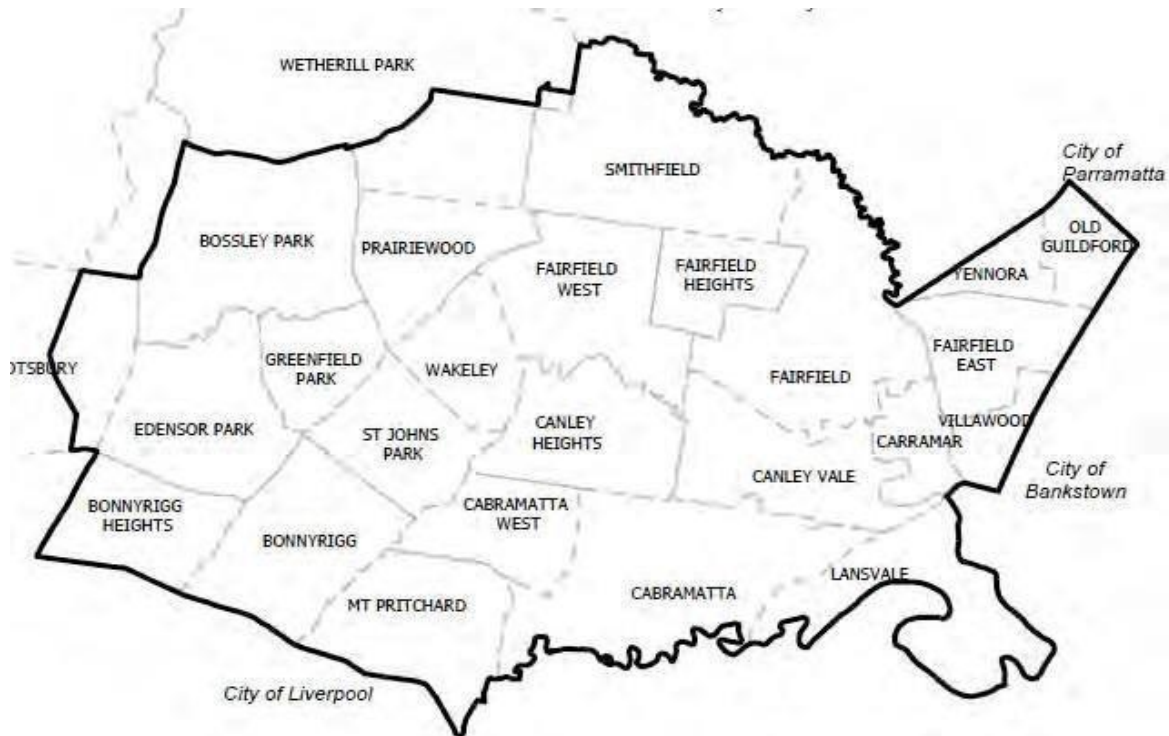 WETHERILL PARK
SMITHFIELD
City of
Parramatta
BOSSLEY PARK
PRAIRIEWOOD
OLD
GUILDFORD
FAIRFIELD
WEST
FAIRFIELD
HEIGHTS
YENNORA
OTSBURY
GREENFIELD
PARK
WAKELEY
FAIRFIELD
FAIRFIELD
EAST
EDENSOR PARK
ST JOHNS
PARK
CANLEY
HEIGHTS
CARRAMAR
VILLAWOOD
CANLEY VALE
City of
Bankstown
BONNYRIGG
HEIGHTS
BONNYRIGG
CABRAMATTA
WEST
LANSVALE
MT PRITCHARD
CABRAMATTA
City of Liverpool